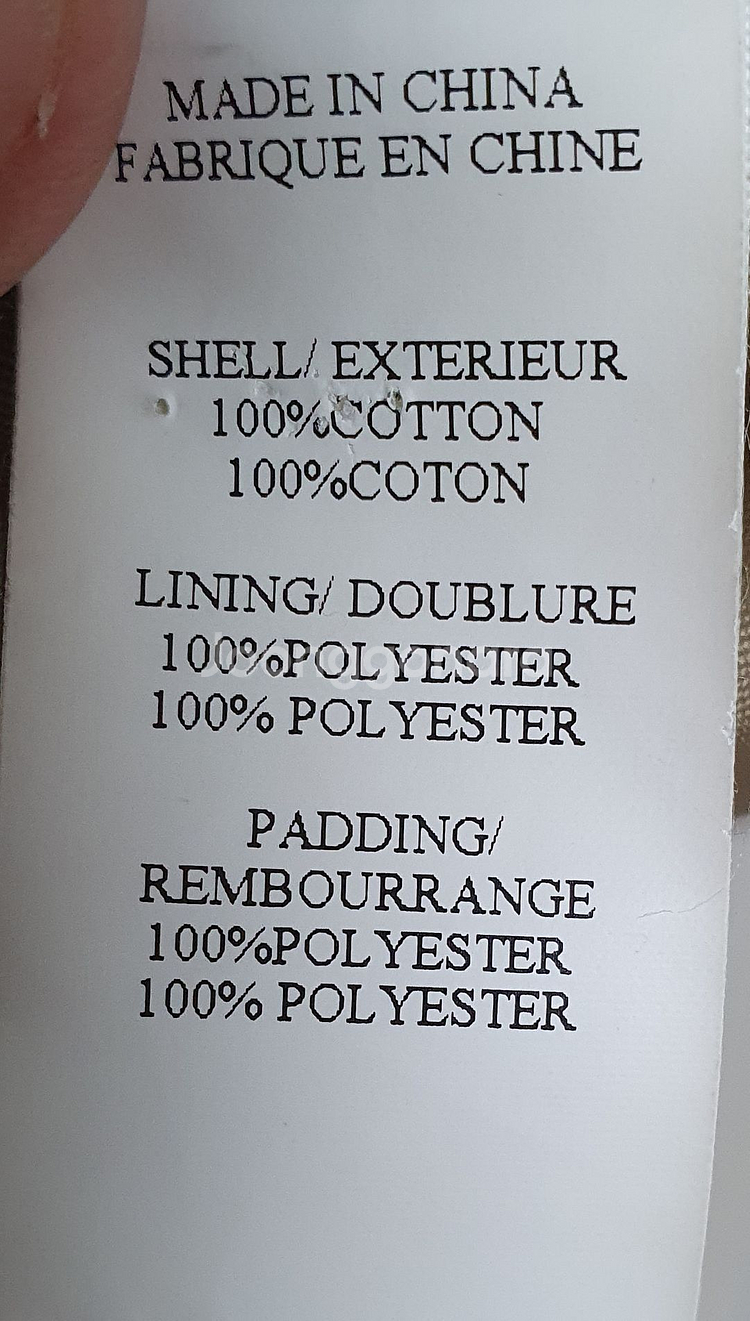 MADE IN CHINA
FABRIQUE EN CHINE
SHELL/ EXTERIEUR
100%COTTON
100%COTON
LINING/ DOUBLURE
100%POLYESTER
100% POLYESTER
PADDING/
REMBOURRANGE
100%POLYESTER
100% POLYESTER